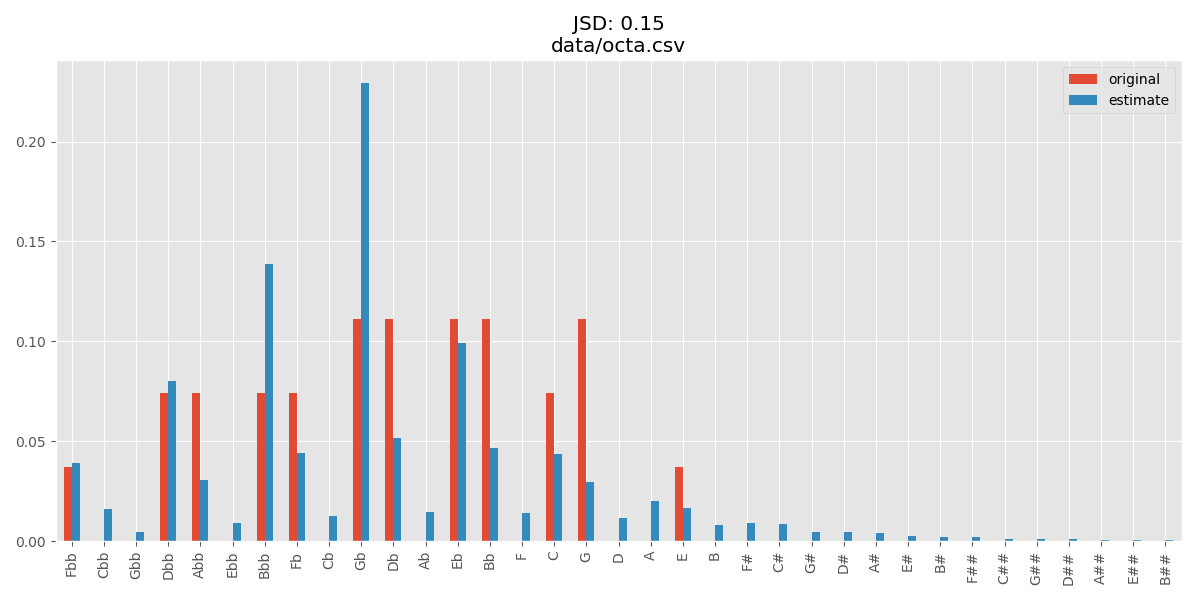 JSD: 0.15
data/octa.csv
original
estimate
0.20
0.15
0.10
0.05
0.00
Fbb
Cbb
Gbb
Dbb
Abb
Ebb
Bbb
Fb
Cb
Gb
Db
Ab
Eb
Bb
F
C
G
D
A
E
B
F#
C#
G#
D#
A#
E#
B#
F##
C##
G##
D##
A##
E##
B##